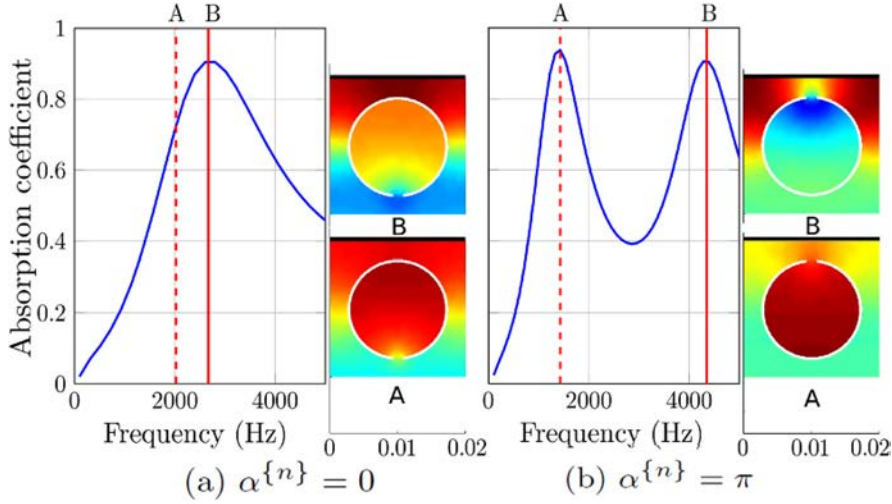 A B
A B
Absorption coefficient
1
0.8
0.6
0.4
0.2
0
2000 4000
Frequency (Hz)
B
A
0 0.01 0.02
0 2000 4000
Frequency (Hz)
B
A
0 0.01 0.02
(a) α^{n} = 0
(b) α^{n} = π